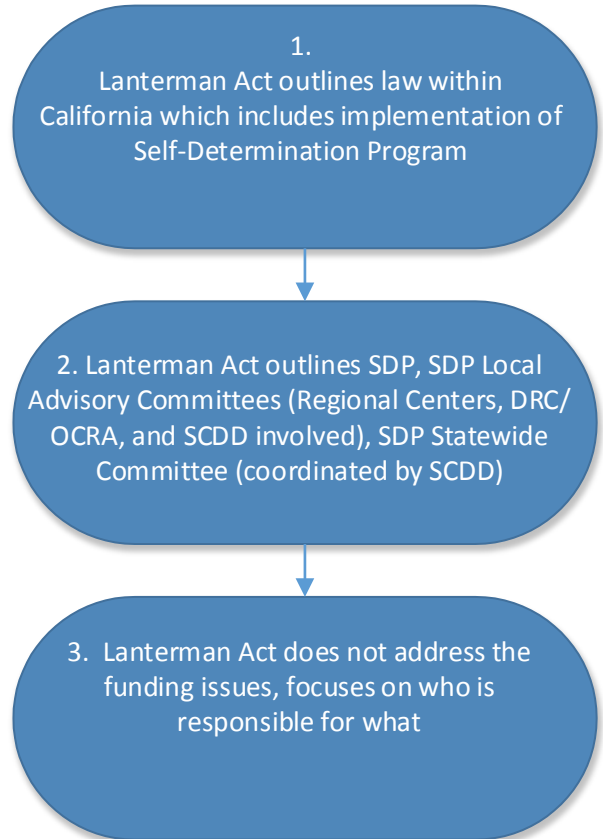 1.
Lanterman Act outlines law within
California which includes implementation of
Self-Determination Program
2. Lanterman Act outlines SDP, SDP Local
Advisory Committees (Regional Centers, DRC/
OCRA, and SCDD involved), SDP Statewide
Committee (coordinated by SCDD)
3. Lanterman Act does not address the
funding issues, focuses on who is
responsible for what